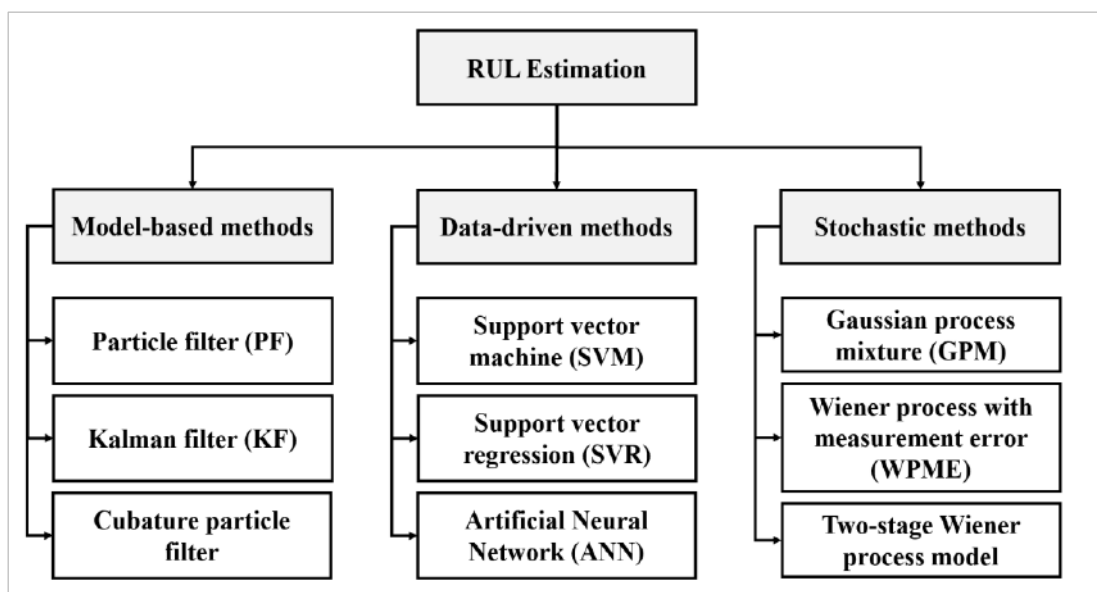 RUL Estimation
Model-based methods
Data-driven methods
Stochastic methods
Particle filter (PF)
Kalman filter (KF)
Cubature particle
filter
Support vector
machine (SVM)
Support vector
regression (SVR)
Artificial Neural
Network (ANN)
Gaussian process
mixture (GPM)
Wiener process with
measurement error
(WPME)
Two-stage Wiener
process model